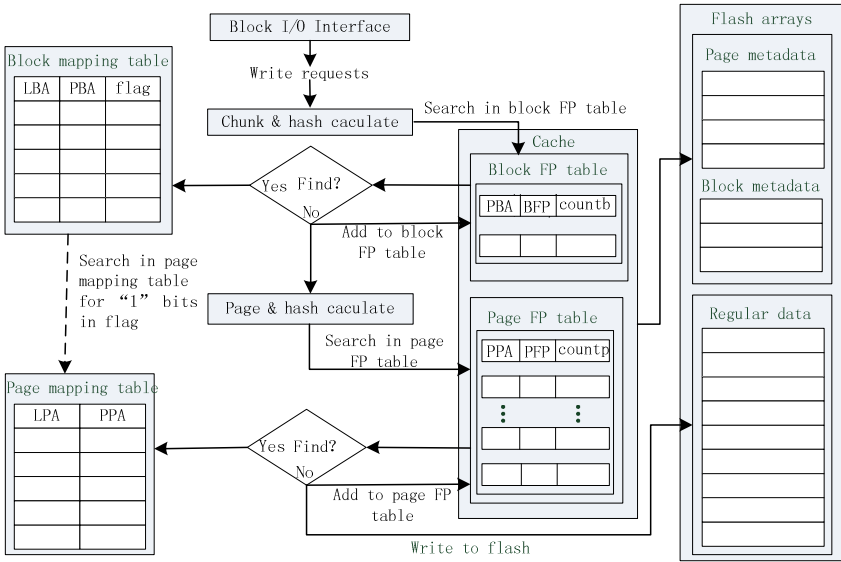 Block I/O Interface
Write requests
Chunk & hash caculate
Search in block FP table
Block mapping table
LBA PBA flag
Cache
Block FP table
PBA BFP countb
Yes Find?
No
Add to block
FP table
Search in page
mapping table
for “1” bits
in flag
Page & hash caculate
Search in page
FP table
Page FP table
PPA PFP countp
Page mapping table
LPA PPA
Yes Find?
No
Add to page FP
table
Write to flash
Flash arrays
Page metadata
Block metadata
Regular data